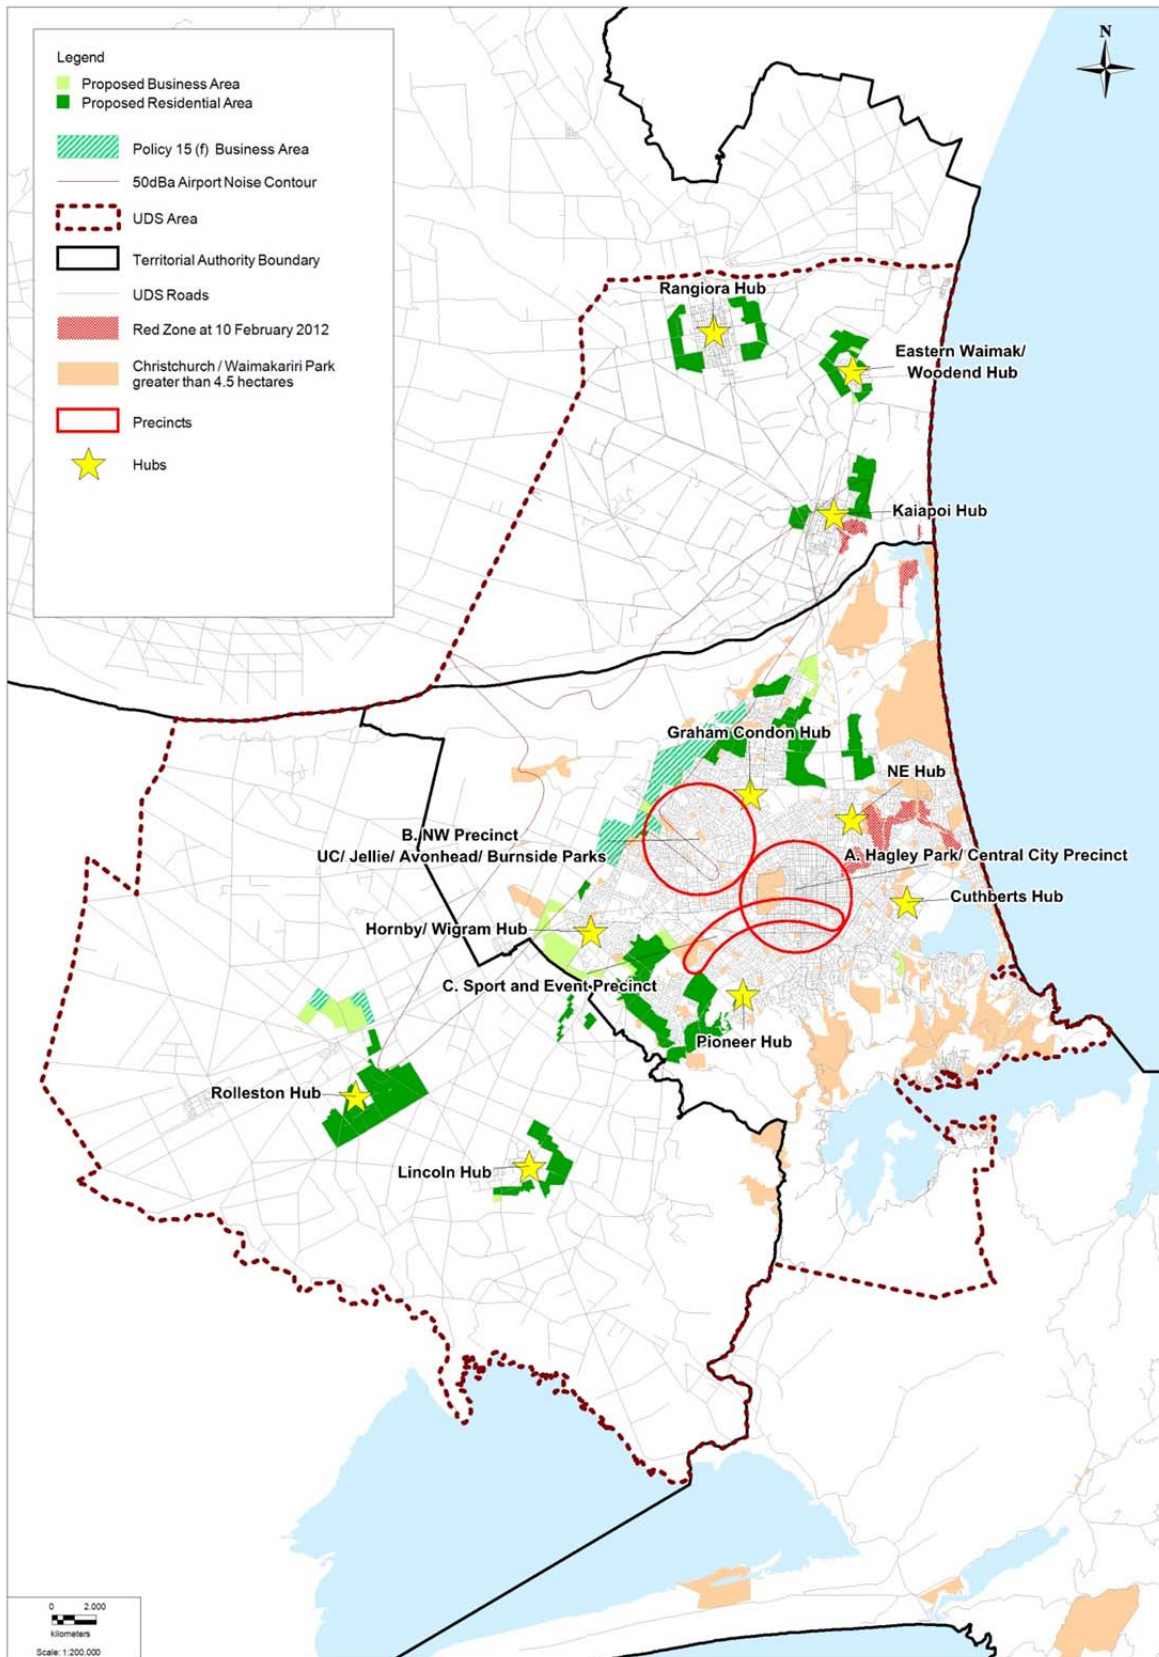 N
Legend
Proposed Business Area
Proposed Residential Area
Policy 15 (f) Business Area
50dBa Airport Noise Contour
UDS Area
Territorial Authority Boundary
UDS Roads
Red Zone at 10 February 2012
Christchurch / Waimakariri Park
greater than 4.5 hectares
Precincts
Hubs
Rangiora Hub
Eastern Waimak/
Woodend Hub
Kaiapoi Hub
Graham Condon Hub
NE Hub
B. NW Precinct
UC/ Jellie/ Avonhead/ Burnside Parks
A. Hagley Park/ Central City Precinct
Cuthberts Hub
Hornby/ Wigram Hub
C. Sport and Event Precinct
Pioneer Hub
Rolleston Hub
Lincoln Hub
0 2.000
kilometers
Scale: 1:200.000